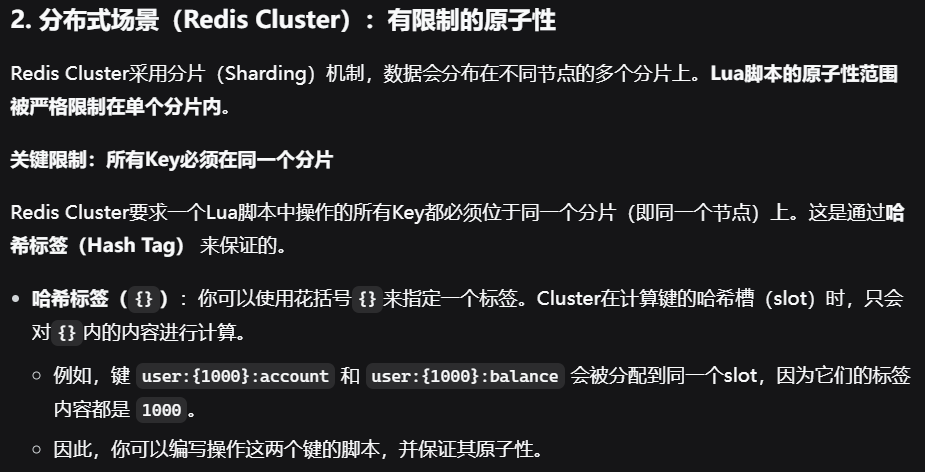 2. 分布式场景（Redis Cluster）：有限制的原子性
Redis Cluster采用分片（Sharding）机制，数据会分布在不同节点的多个分片上。Lua脚本的原子性范围
被严格限制在单个分片内。
关键限制：所有Key必须在同一个分片
Redis Cluster要求一个Lua脚本中操作的所有Key都必须位于同一个分片（即同一个节点）上。这是通过哈
希标签（Hash Tag） 来保证的。
• 哈希标签（{}）：你可以使用花括号{}来指定一个标签。Cluster在计算键的哈希槽（slot）时，只会
对{}内的内容进行计算。
○ 例如，键 user:{1000}:account 和 user:{1000}:balance 会被分配到同一个slot，因为它们的标签
内容都是 1000。
○ 因此，你可以编写操作这两个键的脚本，并保证其原子性。